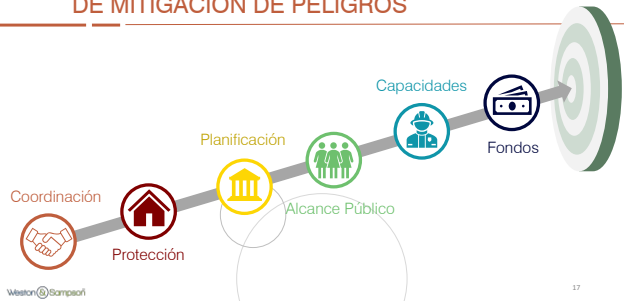 DE MITIGACIÓN DE PELIGROS
Capacidades
Planificación
Fondos
Coordinación
Alcance Público
Protección
Weston & Sampson
17